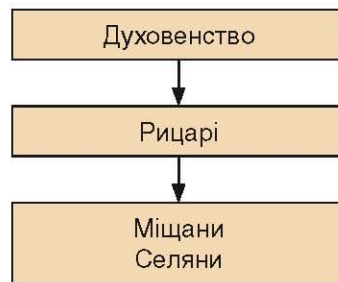 Духовенство
Рицарі
Міщани
Селяни